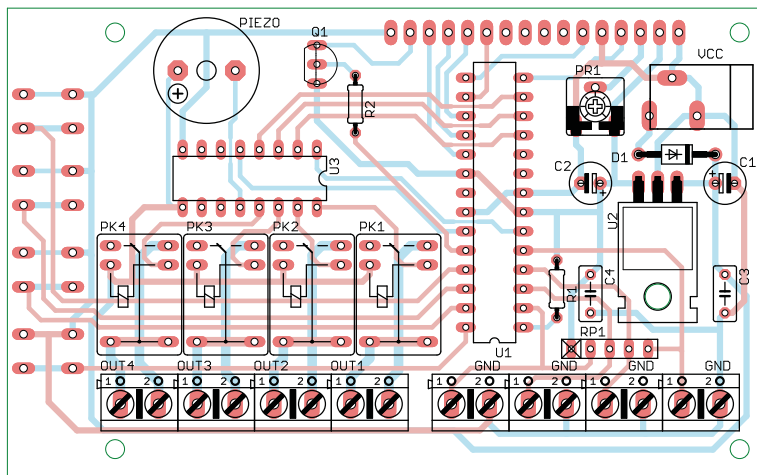 PIEZO
Q1
VCC
PR1
R2
U3
D1
C2
+
C1
+
U2
PK4
PK3
PK2
PK1
R1
C4
C3
U1
RP1
OUT4
OUT3
OUT2
OUT1
GND
GND
GND
GND
1 2
1 2
1 2
1 2
1 2
1 2
1 2
1 2